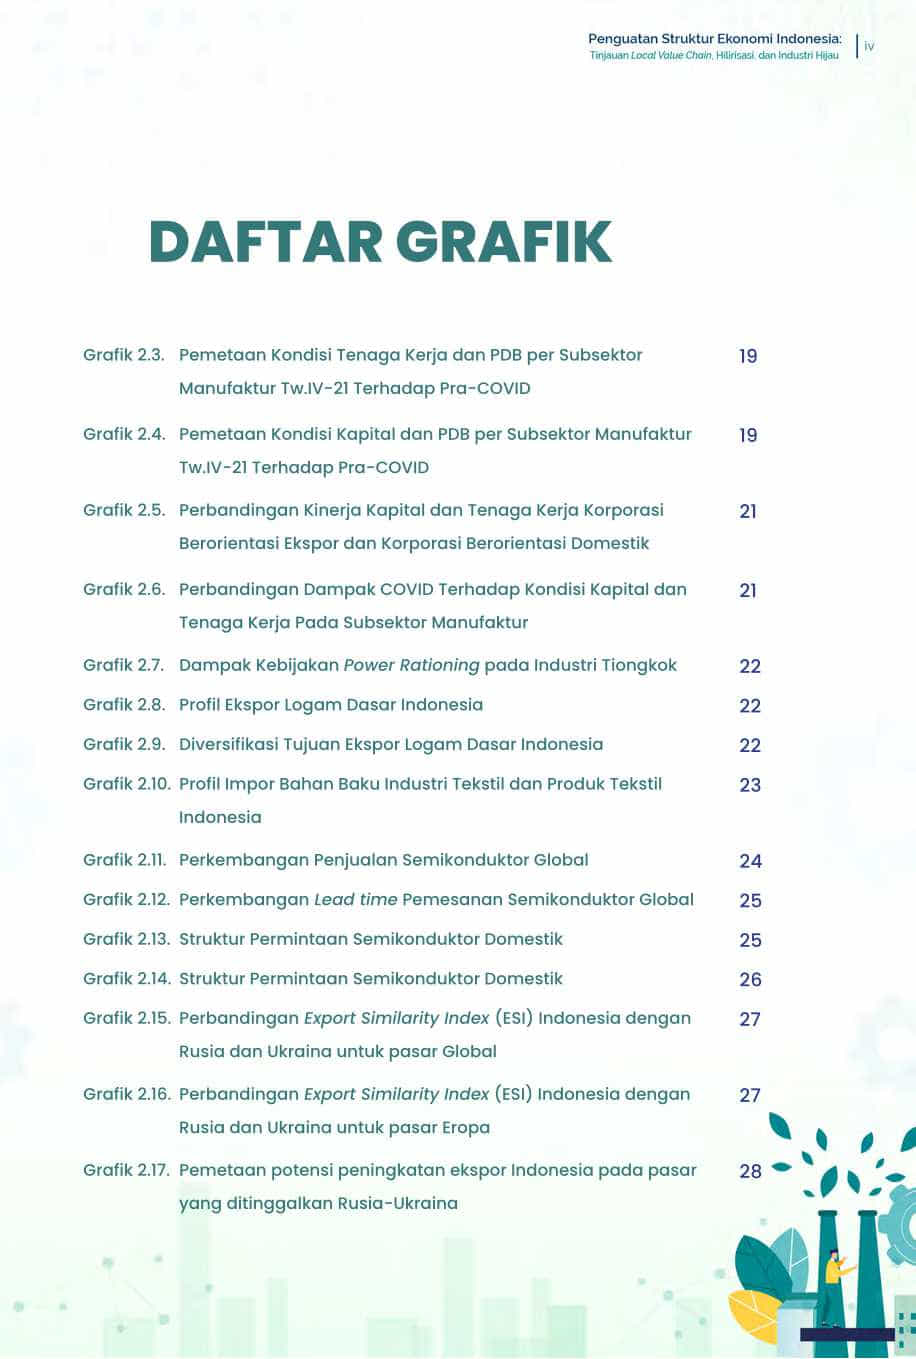 Penguatan Struktur Ekonomi Indonesia:
Tinjauan Local Value Chain, Hilirisasi, dan Industri Hijau
iv
DAFTAR GRAFIK
Grafik 2.3. Pemetaan Kondisi Tenaga Kerja dan PDB per Subsektor 19
Manufaktur Tw.IV-21 Terhadap Pra-COVID
Grafik 2.4. Pemetaan Kondisi Kapital dan PDB per Subsektor Manufaktur 19
Tw.IV-21 Terhadap Pra-COVID
Grafik 2.5. Perbandingan Kinerja Kapital dan Tenaga Kerja Korporasi 21
Berorientasi Ekspor dan Korporasi Berorientasi Domestik
Grafik 2.6. Perbandingan Dampak COVID Terhadap Kondisi Kapital dan 21
Tenaga Kerja Pada Subsektor Manufaktur
Grafik 2.7. Dampak Kebijakan Power Rationing pada Industri Tiongkok 22
Grafik 2.8. Profil Ekspor Logam Dasar Indonesia 22
Grafik 2.9. Diversifikasi Tujuan Ekspor Logam Dasar Indonesia 22
Grafik 2.10. Profil Impor Bahan Baku Industri Tekstil dan Produk Tekstil 23
Indonesia
Grafik 2.11. Perkembangan Penjualan Semikonduktor Global 24
Grafik 2.12. Perkembangan Lead time Pemesanan Semikonduktor Global 25
Grafik 2.13. Struktur Permintaan Semikonduktor Domestik 25
Grafik 2.14. Struktur Permintaan Semikonduktor Domestik 26
Grafik 2.15. Perbandingan Export Similarity Index (ESI) Indonesia dengan 27
Rusia dan Ukraina untuk pasar Global
Grafik 2.16. Perbandingan Export Similarity Index (ESI) Indonesia dengan 27
Rusia dan Ukraina untuk pasar Eropa
Grafik 2.17. Pemetaan potensi peningkatan ekspor Indonesia pada pasar 28
yang ditinggalkan Rusia-Ukraina